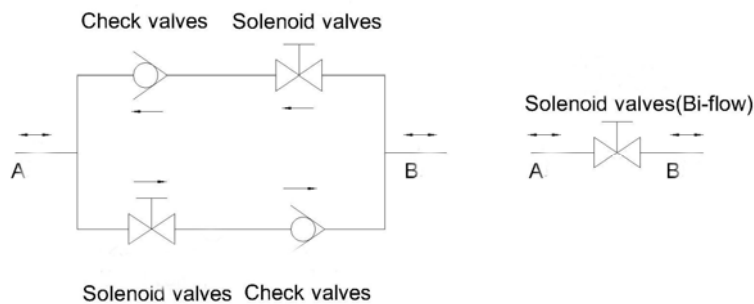 Check valves Solenoid valves
Solenoid valves(Bi-flow)
A B A B
Solenoid valves Check valves